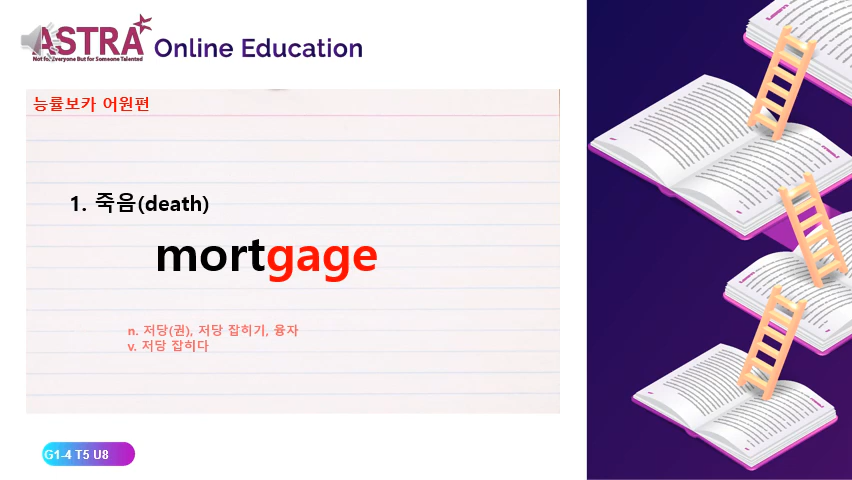 ASTRA
Online Education
Not for Everyone But for Someone Talented
능률보카 어원편
1. 죽음(death)
mortgage
n. 저당(권), 저당 잡히기, 융자
v. 저당 잡히다
G1-4 T5 U8